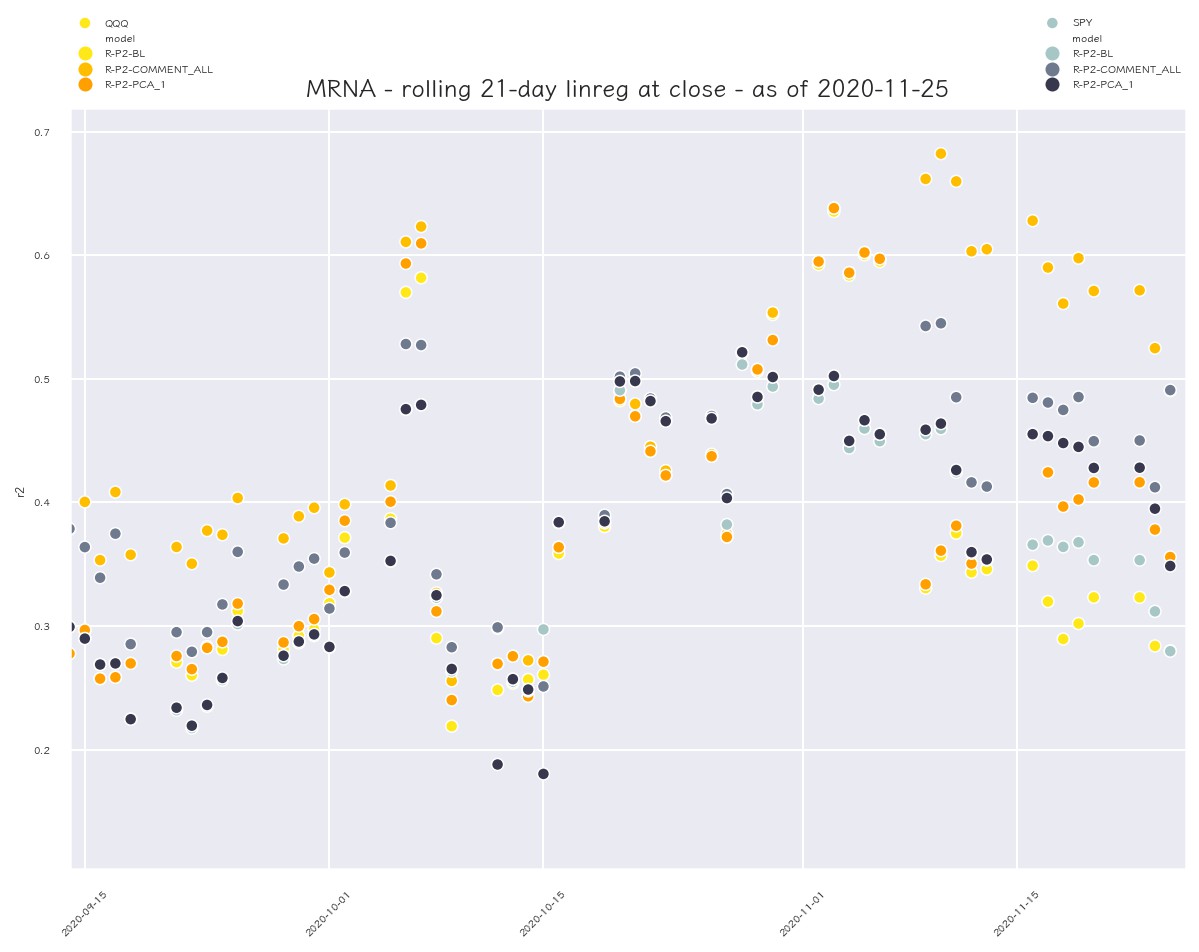 QQQ
model
R-P2-BL
R-P2-COMMENT_ALL
R-P2-PCA_1
SPY
model
R-P2-BL
R-P2-COMMENT_ALL
R-P2-PCA_1
MRNA - rolling 21-day linreg at close - as of 2020-11-25
0.7
0.6
0.5
0.4
0.3
0.2
r2
2020-09-15
2020-10-01
2020-10-15
2020-11-01
2020-11-15